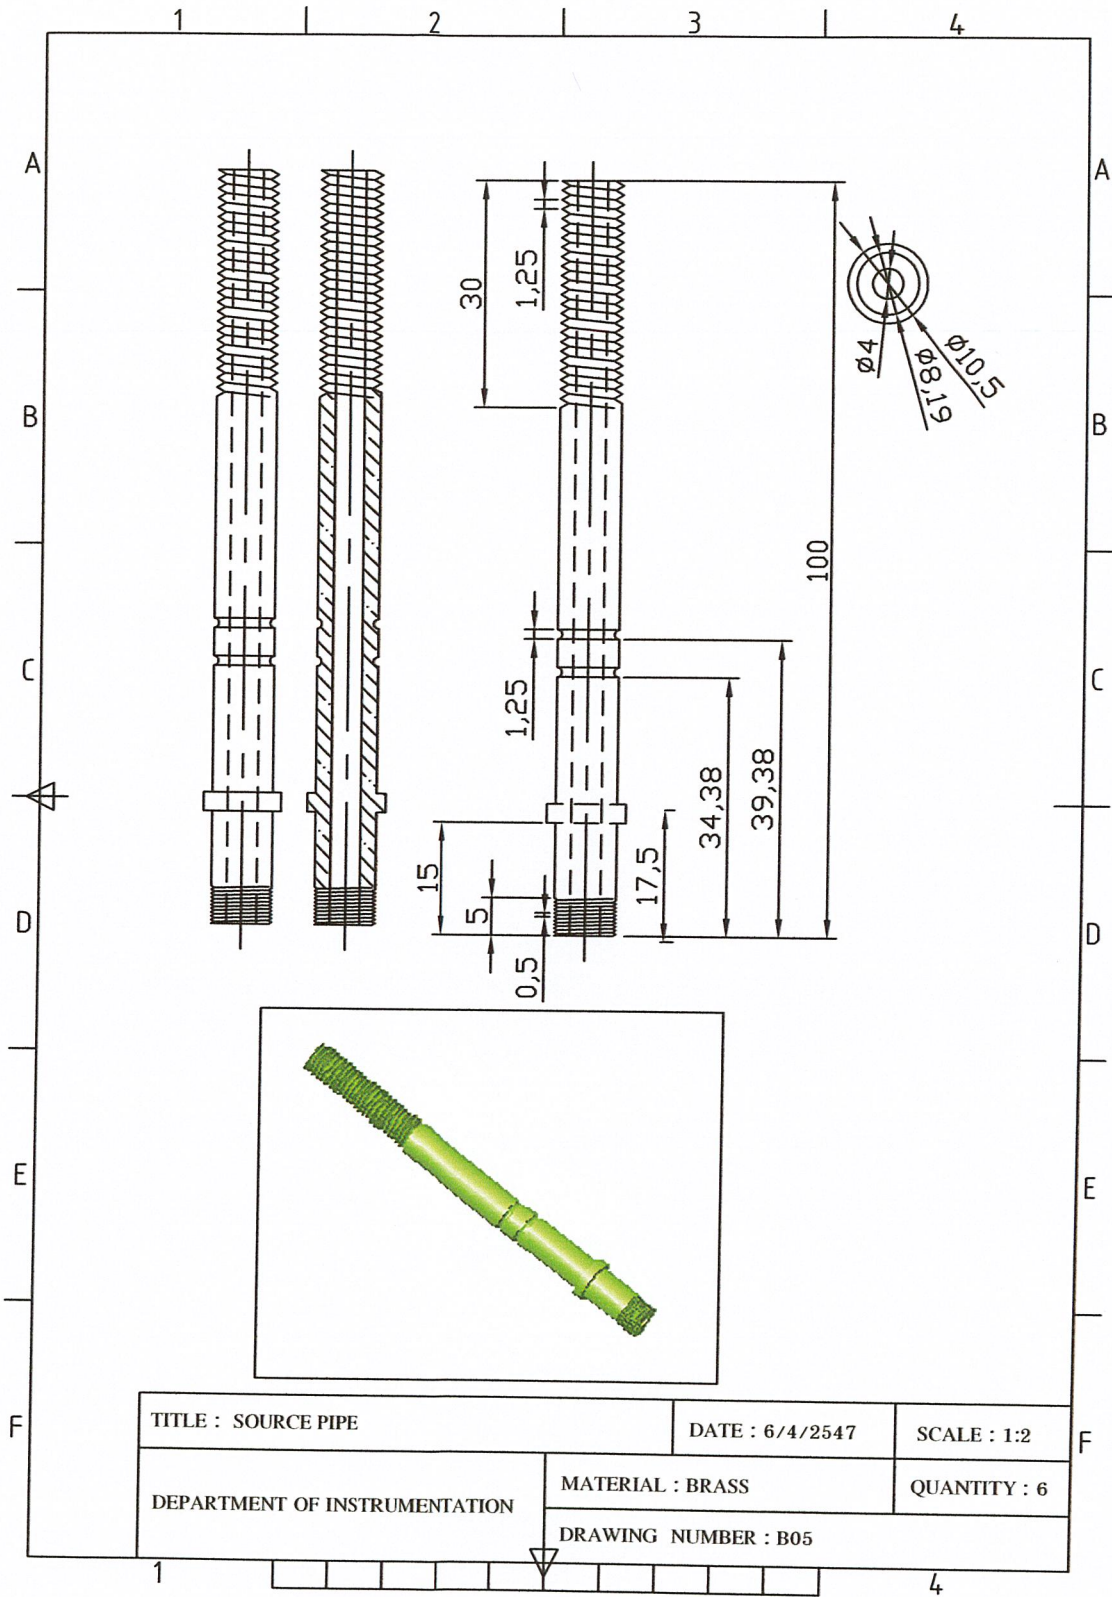 1 2 3 4
A A
30
1,25
Ø4
Ø8,19
Ø10,5
B B
100
C C
1,25
34,38
39,38
15
5
17,5
0,5
D D
E E
F F
TITLE : SOURCE PIPE
DATE : 6/4/2547
SCALE : 1:2
DEPARTMENT OF INSTRUMENTATION
MATERIAL : BRASS
QUANTITY : 6
DRAWING NUMBER : B05
1 4